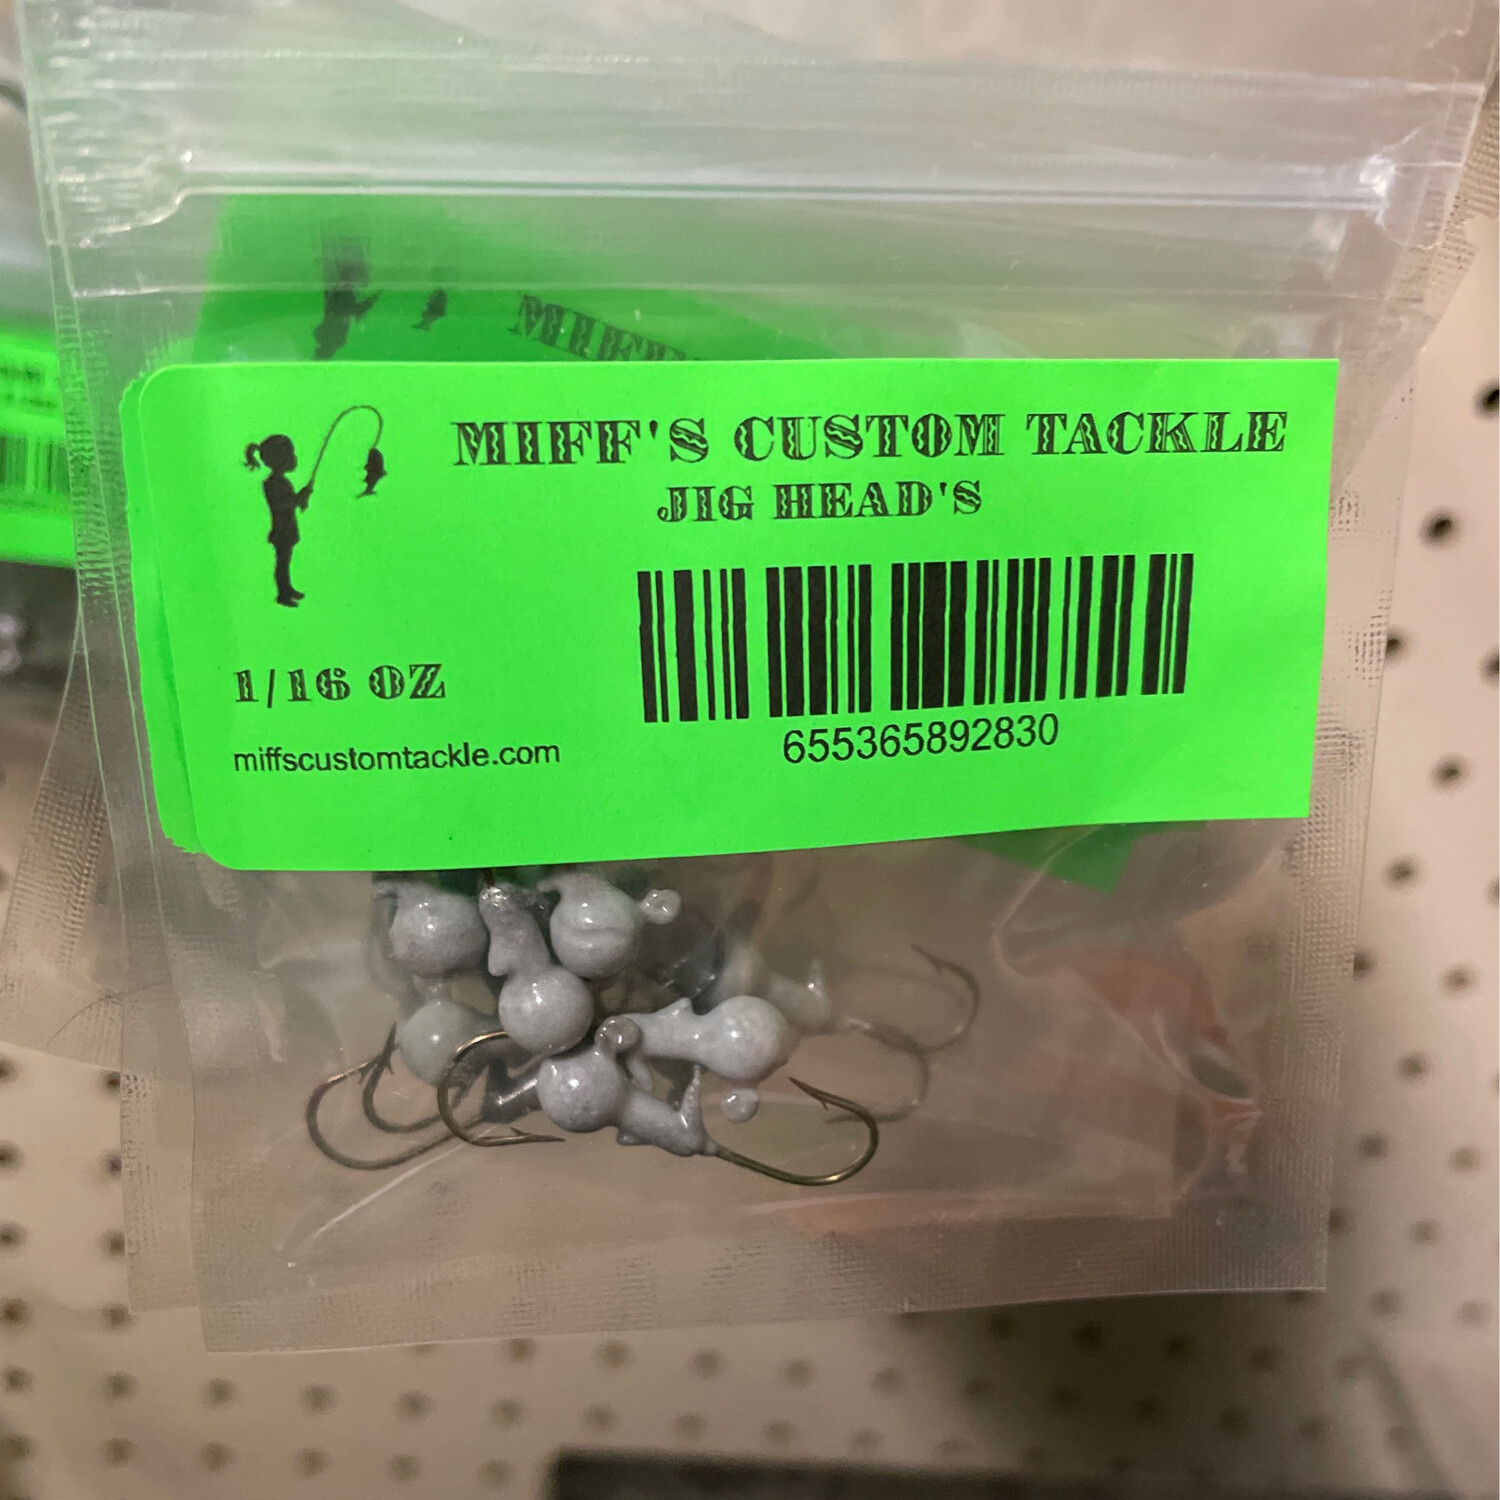 MIFF'S CUSTOM TACKLE
JIG HEAD'S
1/16 OZ
miffscustomtackle.com
655365892830